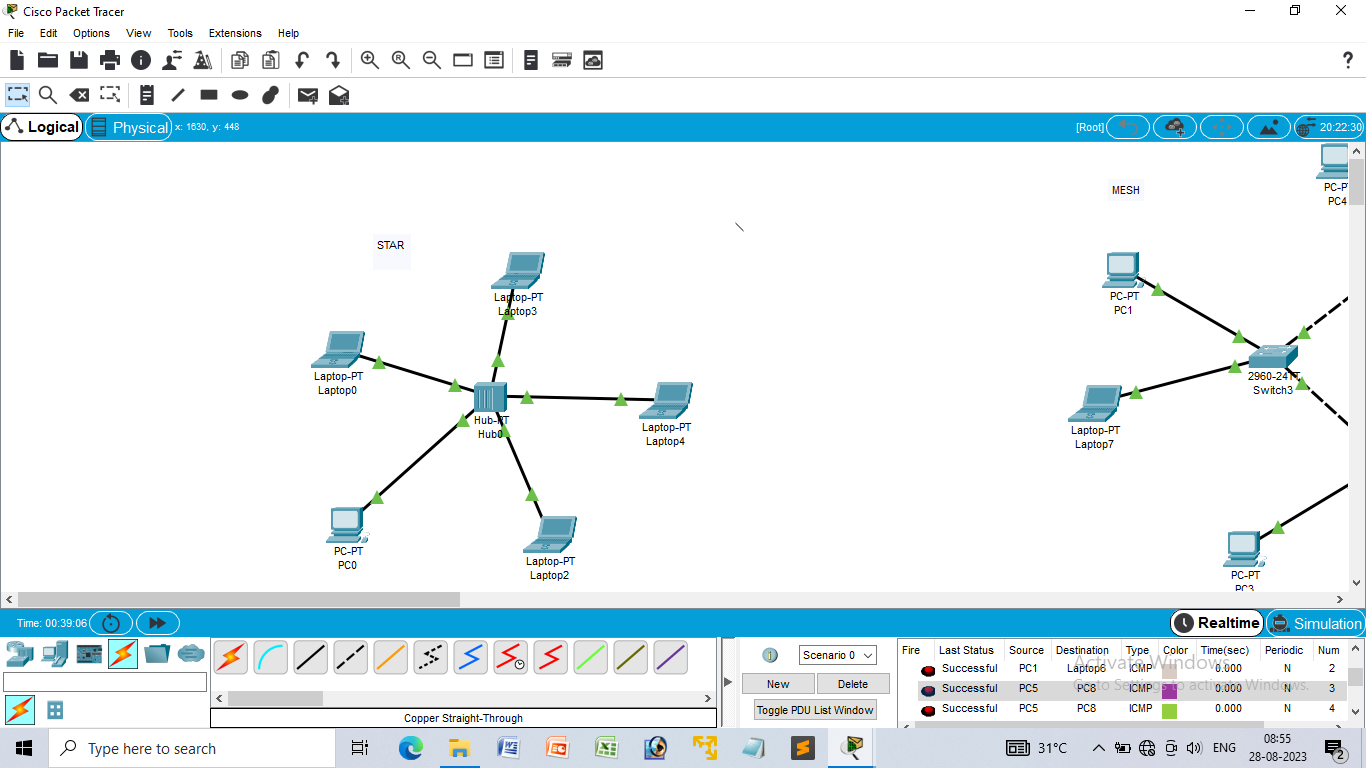 Cisco Packet Tracer
File Edit Options View Tools Extensions Help
Logical Physical x: 1630, y: 448 [Root] 20:22:30
PC-P
PC4
MESH
STAR
Laptop-PT
Laptop3
PC-PT
PC1
Laptop-PT
Laptop0
2960-24TT
Switch3
Hub-PT
Hub0
Laptop-PT
Laptop4
Laptop-PT
Laptop7
PC-PT
PC0
Laptop-PT
Laptop2
PC-PT
PC3
Time: 00:39:06 Realtime Simulation
Scenario 0
New Delete
Toggle PDU List Window
Copper Straight-Through
Fire Last Status Source Destination Type Color Time(sec) Periodic Num
Successful PC1 Laptop6 ICMP 0.000 N 2
Successful PC5 PC8 ICMP 0.000 N 3
Successful PC5 PC8 ICMP 0.000 N 4
Activate Windows
Go to Settings to activate Windows.
Type here to search
31°C ENG 08:55
28-08-2023 2